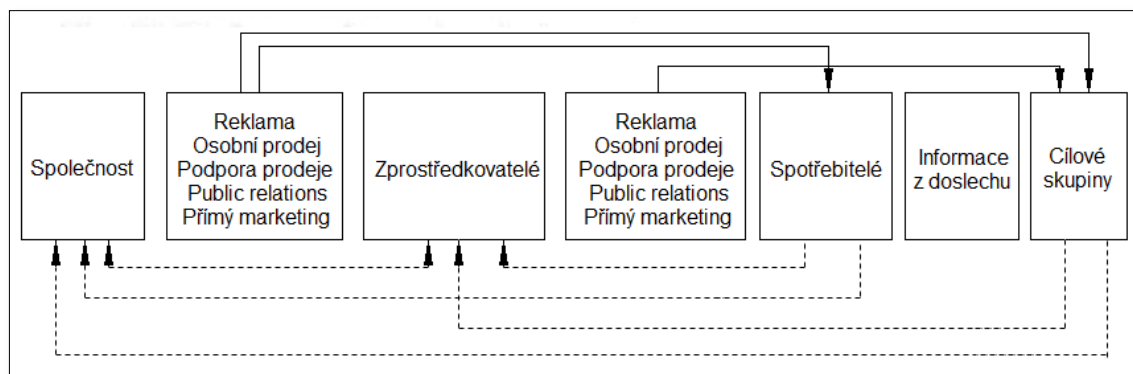 Společnost
Reklama
Osobní prodej
Podpora prodeje
Public relations
Přímý marketing
Zprostředkovatelé
Reklama
Osobní prodej
Podpora prodeje
Public relations
Přímý marketing
Spotřebitelé
Informace
z doslechu
Cílové
skupiny